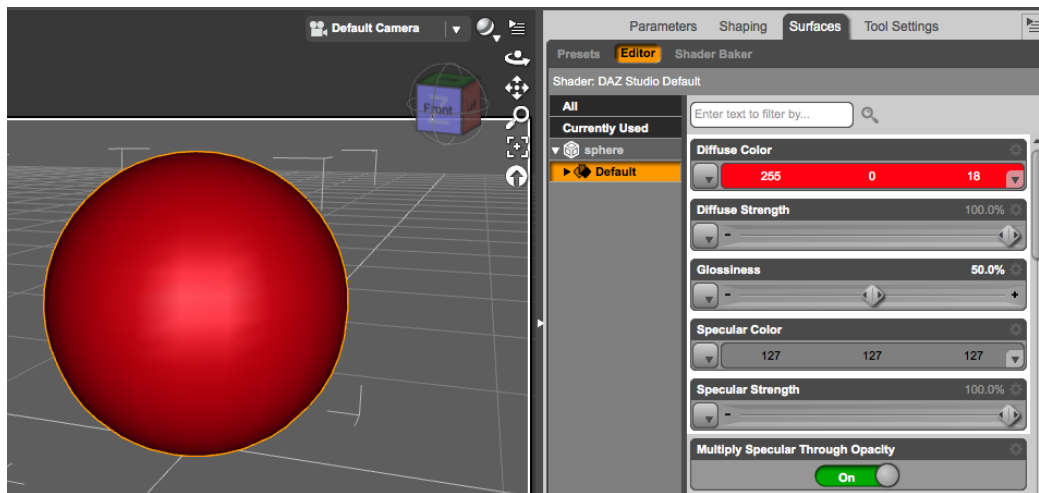 Default Camera
Parameters Shaping Surfaces Tool Settings
Presets Editor Shader Baker
Shader: DAZ Studio Default
All
Currently Used
sphere
Default
Front
Enter text to filter by...
Diffuse Color
255 0 18
Diffuse Strength 100.0%
-
Glossiness 50.0%
- +
Specular Color
127 127 127
Specular Strength 100.0%
-
Multiply Specular Through Opacity
On